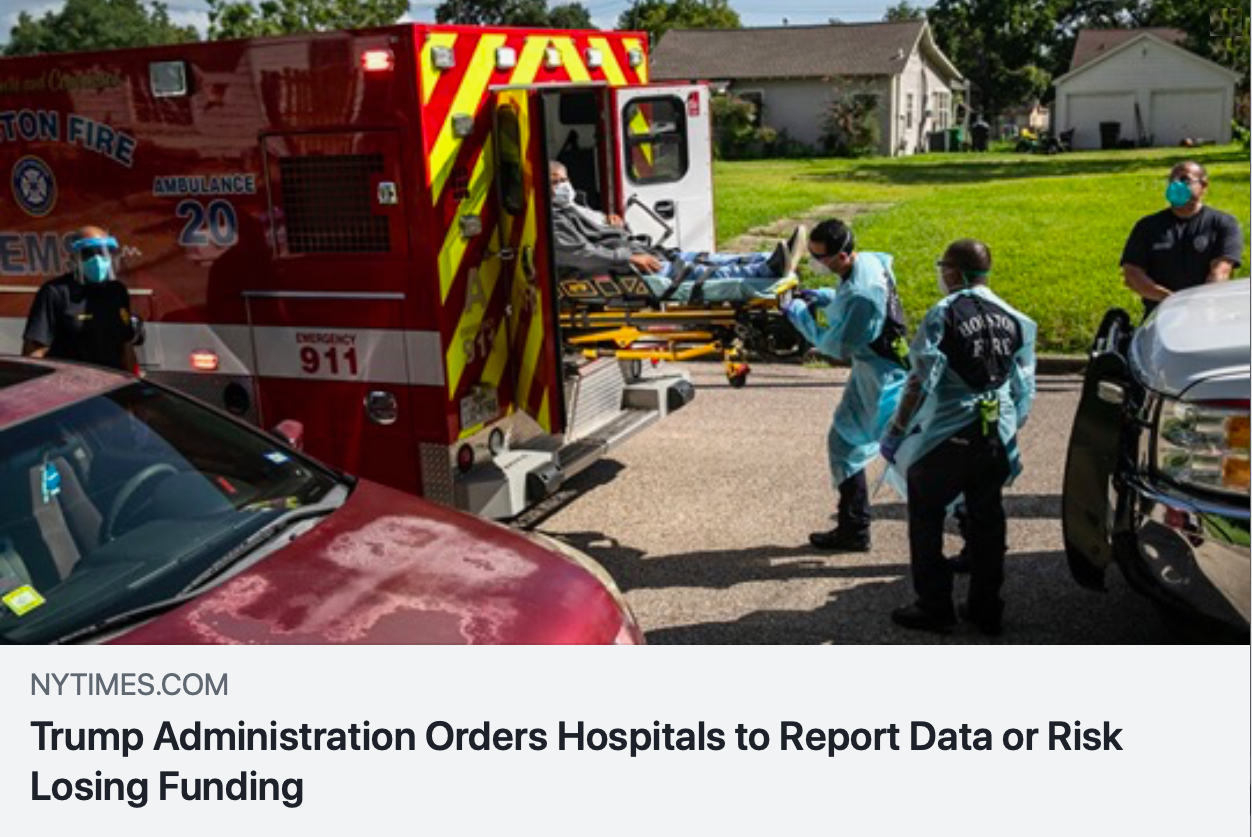 TON FIRE
AMBULANCE
20
EMS
EMERGENCY
911
HOUSTON
FIRE
NYTIMES.COM
Trump Administration Orders Hospitals to Report Data or Risk
Losing Funding